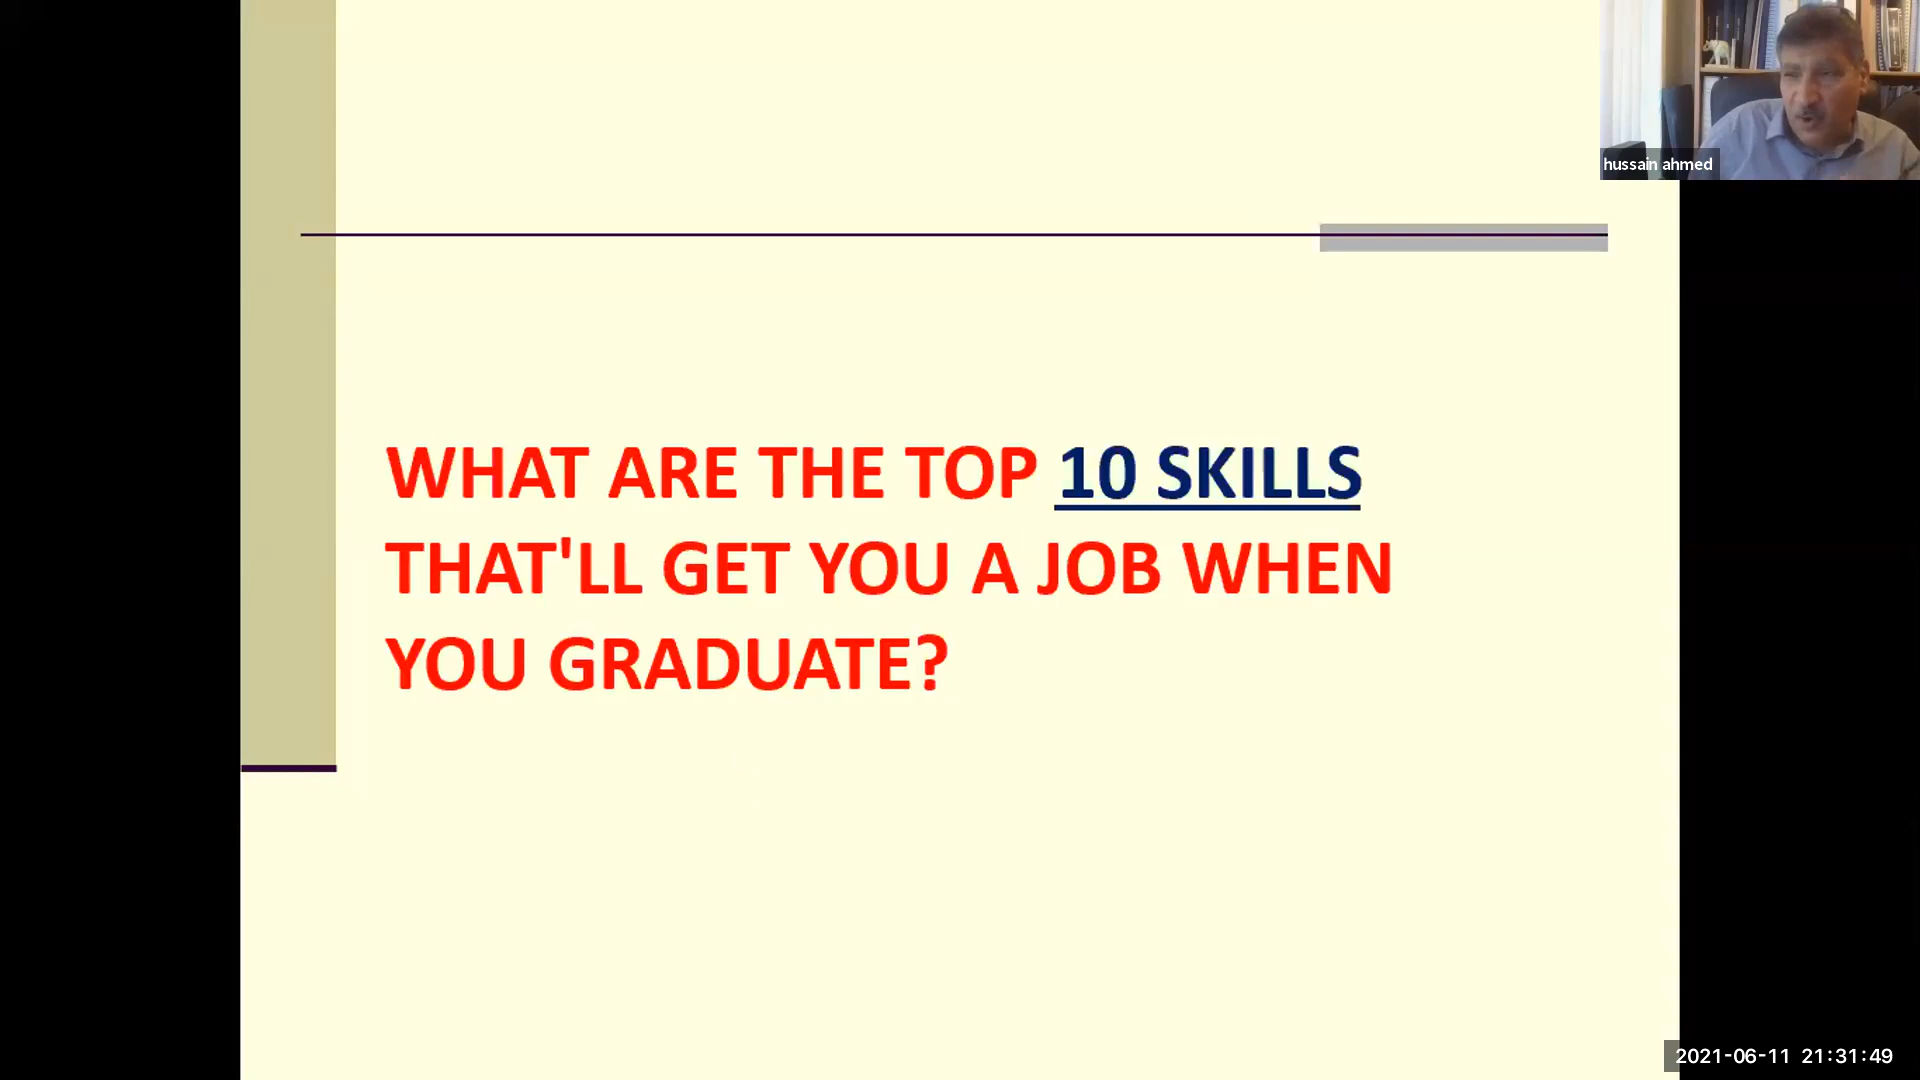 hussain ahmed
WHAT ARE THE TOP 10 SKILLS
THAT'LL GET YOU A JOB WHEN
YOU GRADUATE?
2021-06-11 21:31:49